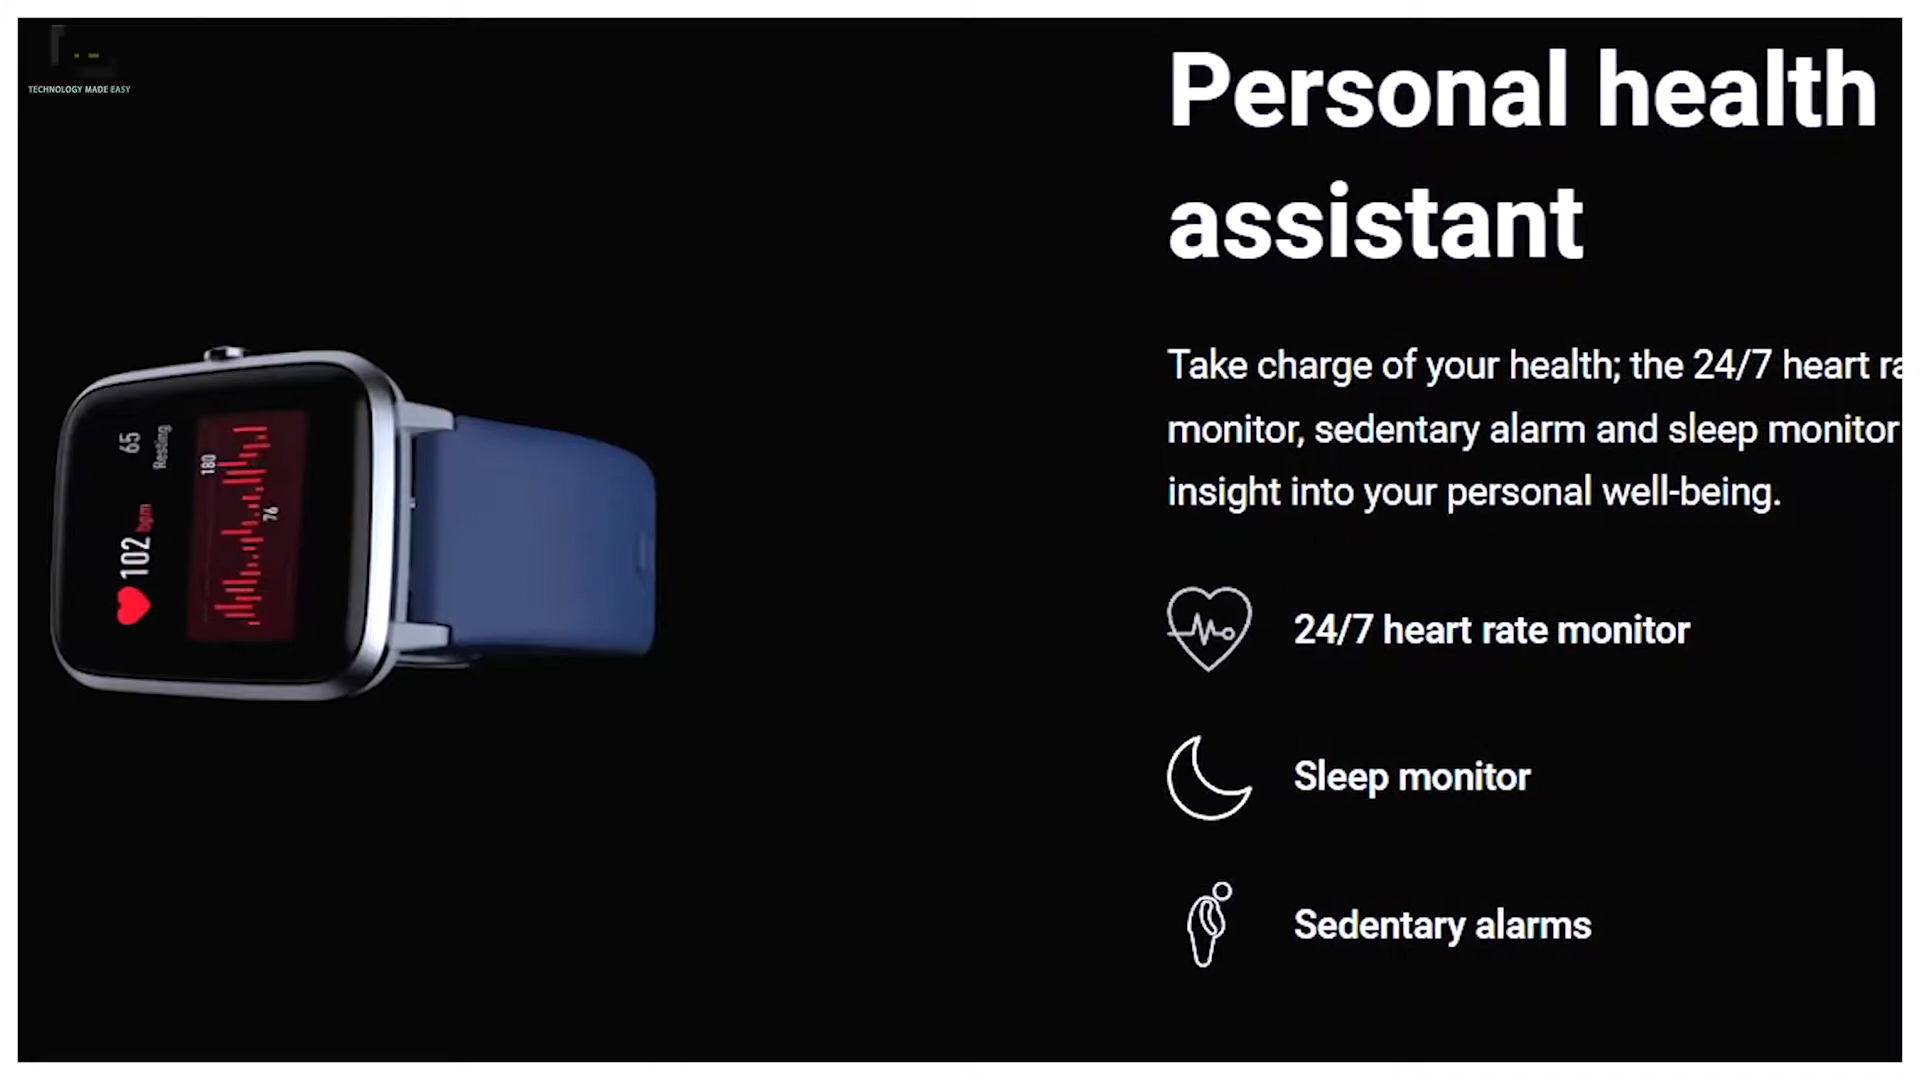 TECHNOLOGY MADE EASY
Personal health
assistant
Take charge of your health; the 24/7 heart
monitor, sedentary alarm and sleep monitor
insight into your personal well-being.
24/7 heart rate monitor
Sleep monitor
Sedentary alarms
102 bpm
65
Resting
180
76